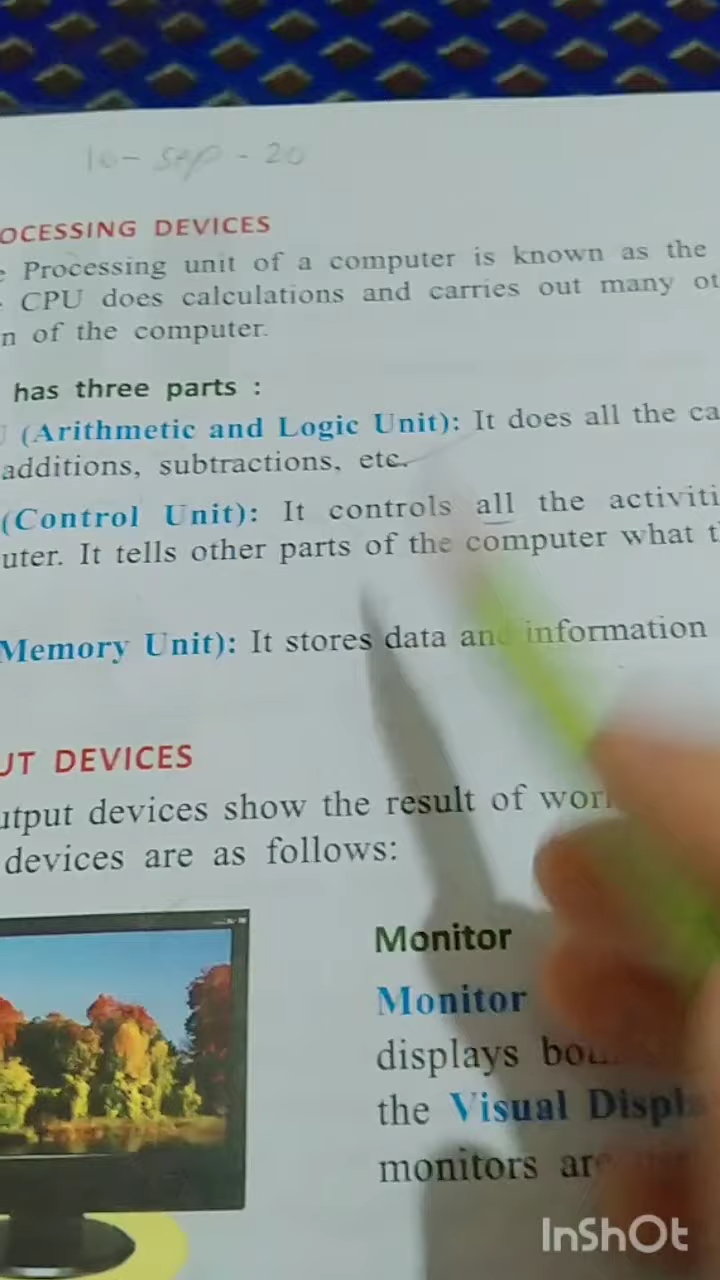 10-Sep-20
OCESSING DEVICES
Processing unit of a computer is known as the
CPU does calculations and carries out many ot
n of the computer.
has three parts :
(Arithmetic and Logic Unit): It does all the ca
additions, subtractions, etc.
(Control Unit): It controls all the activiti
uter. It tells other parts of the computer what t
Memory Unit): It stores data and information
UT DEVICES
utput devices show the result of wor
devices are as follows:
Monitor
Monitor
displays bo
the Visual Displ
monitors ar
InShOt